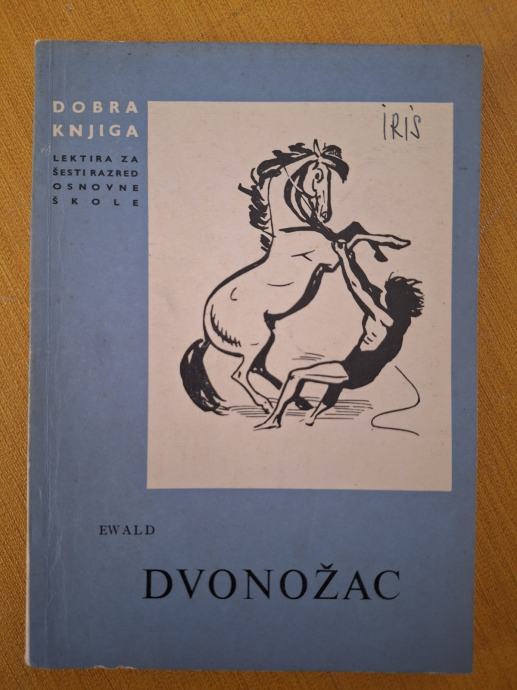 DOBRA
KNJIGA
LEKTIRA ZA
ŠESTI RAZRED
OSNOVNE
ŠKOLE
IRIS
EWALD
DVONOŽAC